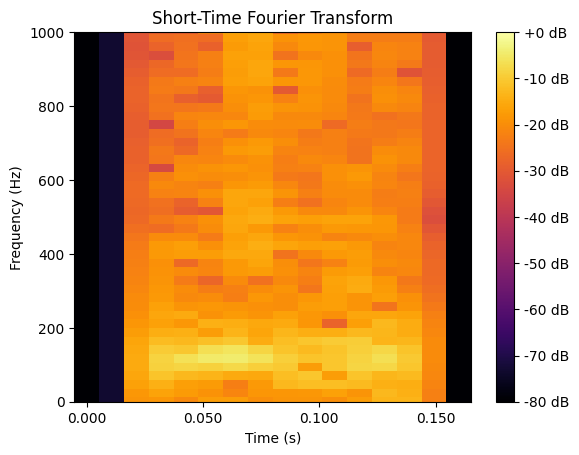 Short-Time Fourier Transform
1000
800
600
400
200
0
Frequency (Hz)
0.000
0.050
0.100
0.150
Time (s)
+0 dB
-10 dB
-20 dB
-30 dB
-40 dB
-50 dB
-60 dB
-70 dB
-80 dB